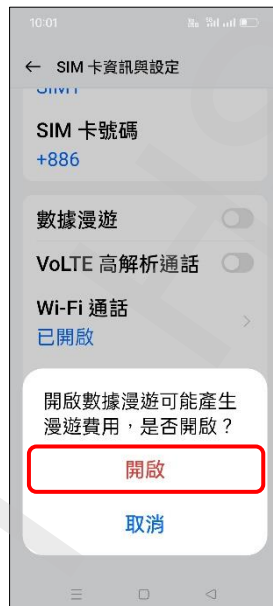 10:01
← SIM 卡資訊與設定
SIM1
SIM 卡號碼
+886
數據漫遊
VoLTE 高解析通話
Wi-Fi 通話
已開啟
開啟數據漫遊可能產生
漫遊費用，是否開啟？
開啟
取消